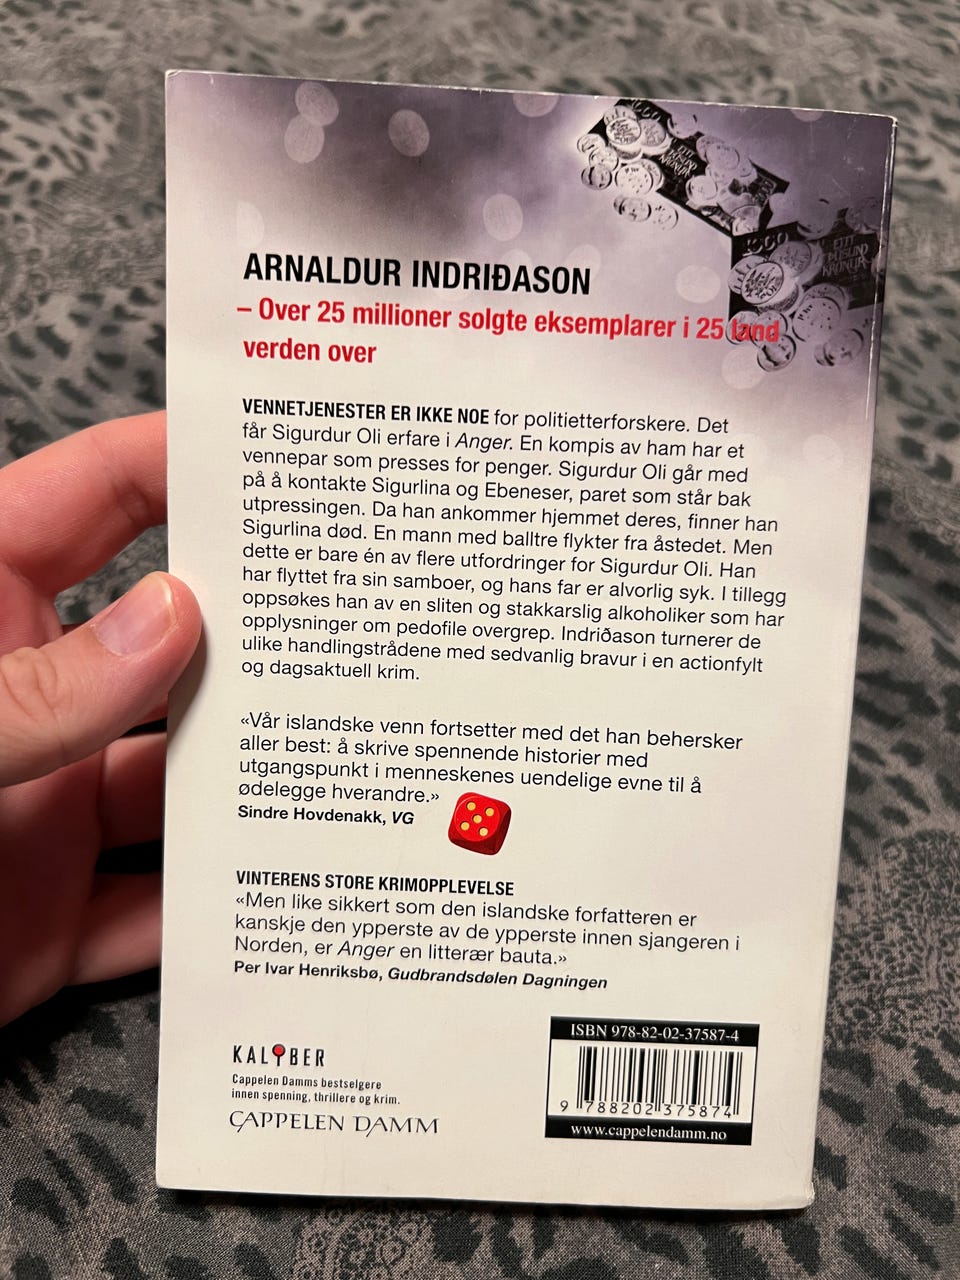 1000
ETT
ÞÚSUND
KRONUR
1000
ETT
ÞÚSUND
KRONUR
ARNALDUR INDRIÐASON
– Over 25 millioner solgte eksemplarer i 25 land
verden over
VENNETJENESTER ER IKKE NOE for politietterforskere. Det
får Sigurdur Oli erfare i Anger. En kompis av ham har et
vennepar som presses for penger. Sigurdur Oli går med
på å kontakte Sigurlina og Ebeneser, paret som står bak
utpressingen. Da han ankommer hjemmet deres, finner han
Sigurlina død. En mann med balltre flykter fra åstedet. Men
dette er bare én av flere utfordringer for Sigurdur Oli. Han
har flyttet fra sin samboer, og hans far er alvorlig syk. I tillegg
oppsøkes han av en sliten og stakkarslig alkoholiker som har
opplysninger om pedofile overgrep. Indriðason turnerer de
ulike handlingstrådene med sedvanlig bravur i en actionfylt
og dagsaktuell krim.
«Vår islandske venn fortsetter med det han behersker
aller best: å skrive spennende historier med
utgangspunkt i menneskenes uendelige evne til å
ødelegge hverandre.»
Sindre Hovdenakk, VG
VINTERENS STORE KRIMOPPLEVELSE
«Men like sikkert som den islandske forfatteren er
kanskje den ypperste av de ypperste innen sjangeren i
Norden, er Anger en litterær bauta.»
Per Ivar Henriksbø, Gudbrandsdølen Dagningen
KALIBER
Cappelen Damms bestselgere
innen spenning, thrillere og krim.
CAPPELEN DAMM
ISBN 978-82-02-37587-4
9 788202 375874
www.cappelendamm.no